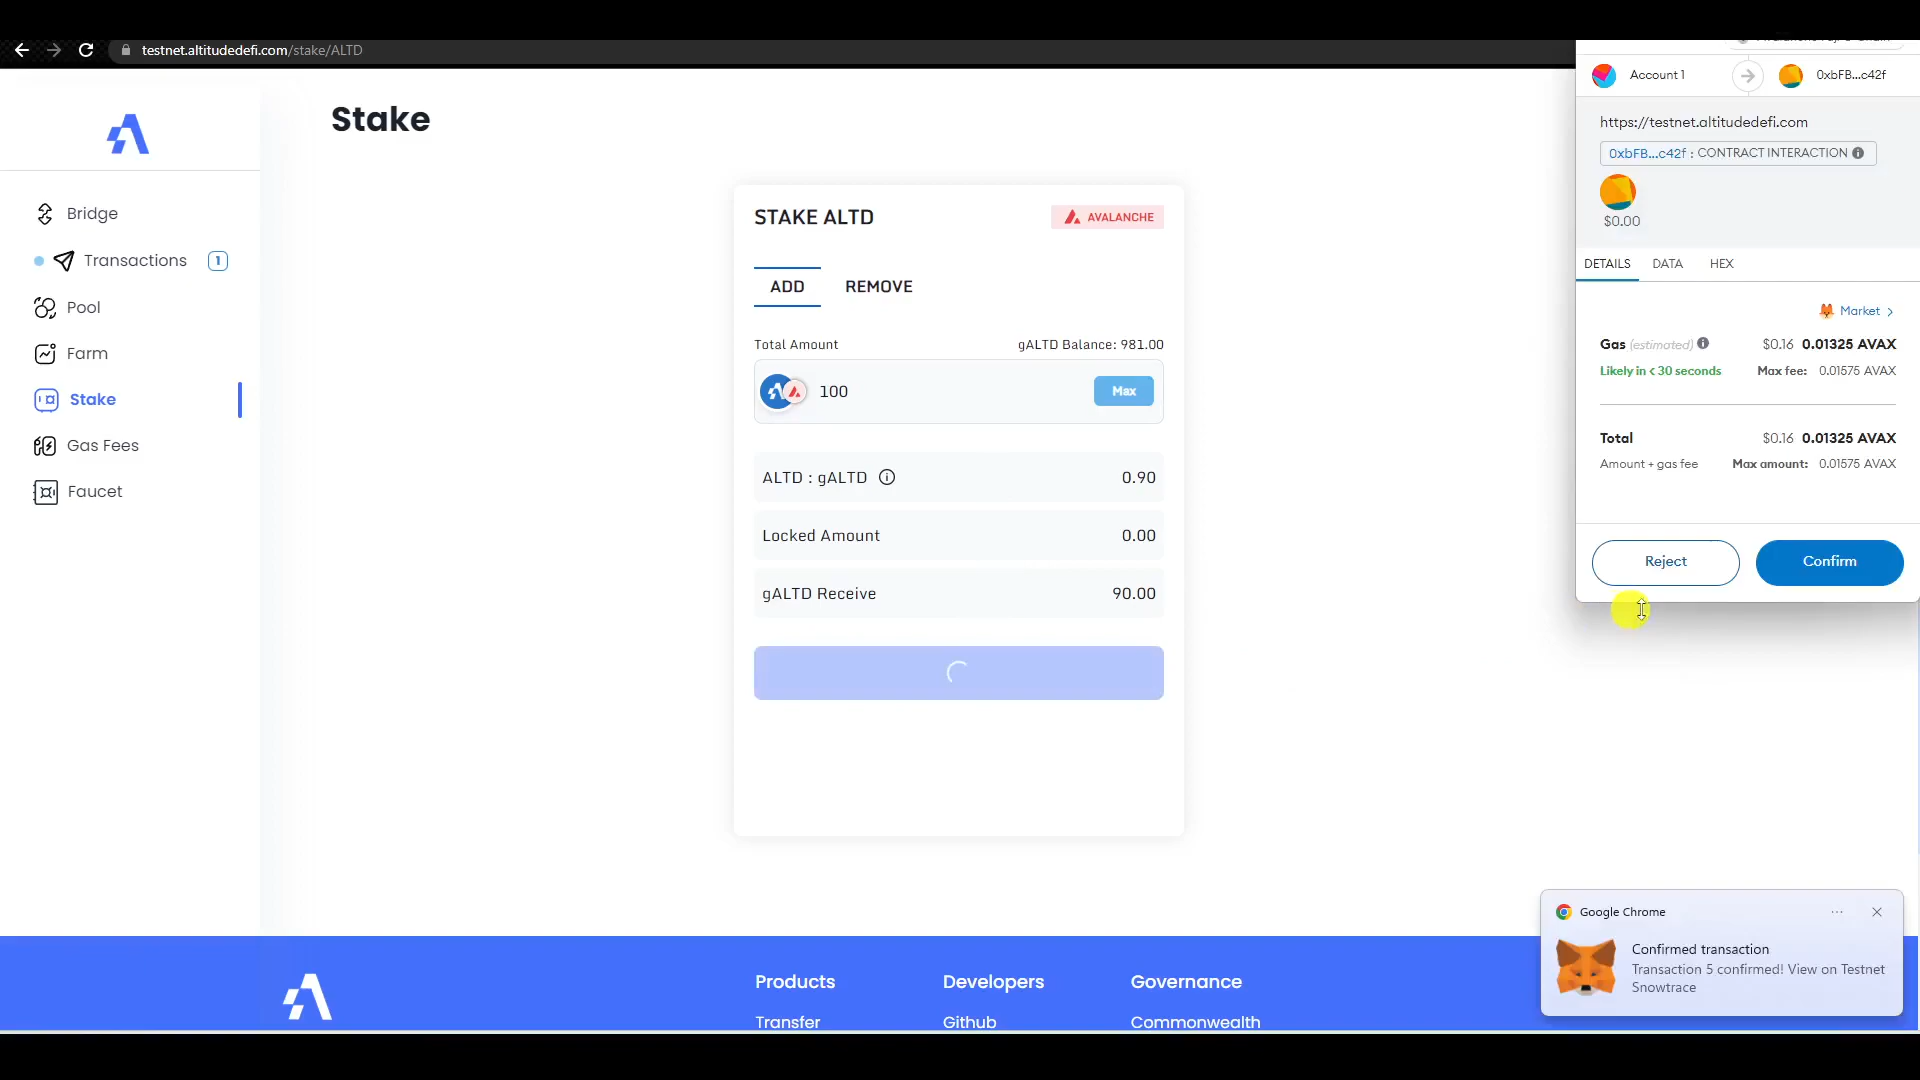 testnet.altitudedefi.com/stake/ALTD
Stake
Bridge
Transactions 1
Pool
Farm
Stake
Gas Fees
Faucet
STAKE ALTD
AVALANCHE
ADD REMOVE
Total Amount gALTD Balance: 981.00
100 Max
ALTD : gALTD 0.90
Locked Amount 0.00
gALTD Receive 90.00
Account 1 0xbFB...c42f
https://testnet.altitudedefi.com
0xbFB...c42f : CONTRACT INTERACTION
$0.00
DETAILS DATA HEX
Market >
Gas (estimated) $0.16 0.01325 AVAX
Likely in < 30 seconds Max fee: 0.01575 AVAX
Total $0.16 0.01325 AVAX
Amount + gas fee Max amount: 0.01575 AVAX
Reject Confirm
Google Chrome
Confirmed transaction
Transaction 5 confirmed! View on Testnet
Snowtrace
Products Developers Governance
Transfer Github Commonwealth